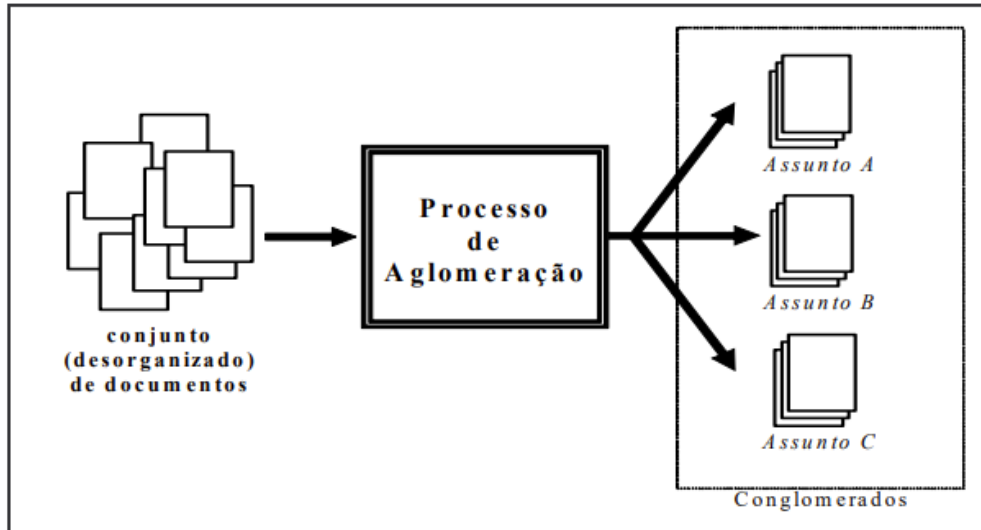 conjunto
(desorganizado)
de documentos
Processo
de
Aglomeração
Assunto A
Assunto B
Assunto C
Conglomerados